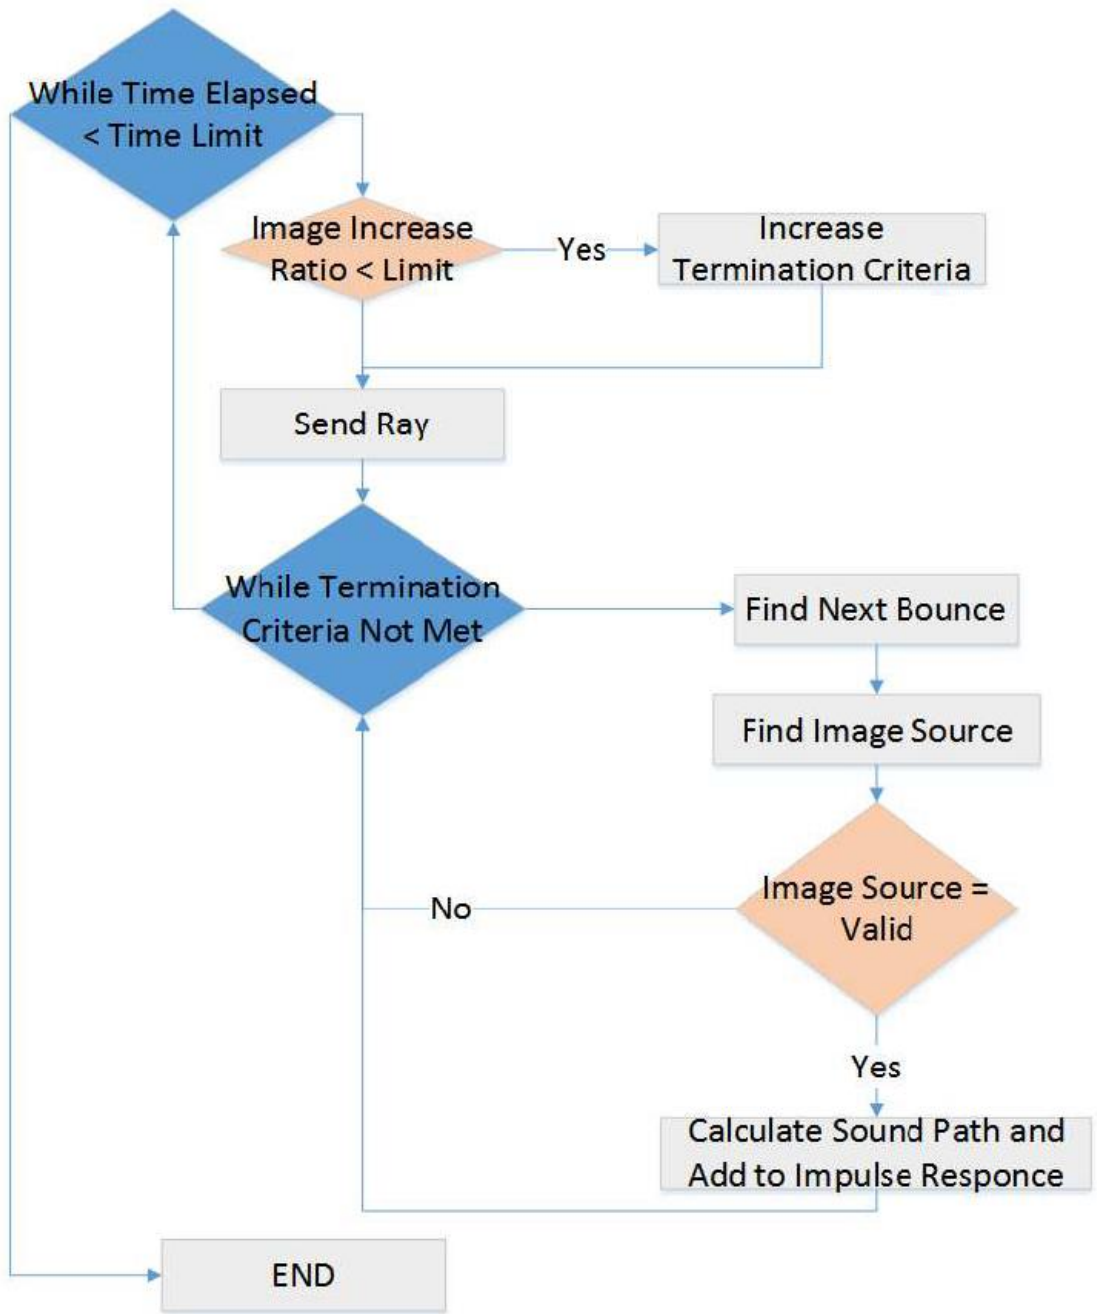 While Time Elapsed
< Time Limit
Image Increase
Ratio < Limit
Yes
Increase
Termination Criteria
Send Ray
While Termination
Criteria Not Met
Find Next Bounce
Find Image Source
Image Source =
Valid
No
Yes
Calculate Sound Path and
Add to Impulse Responce
END